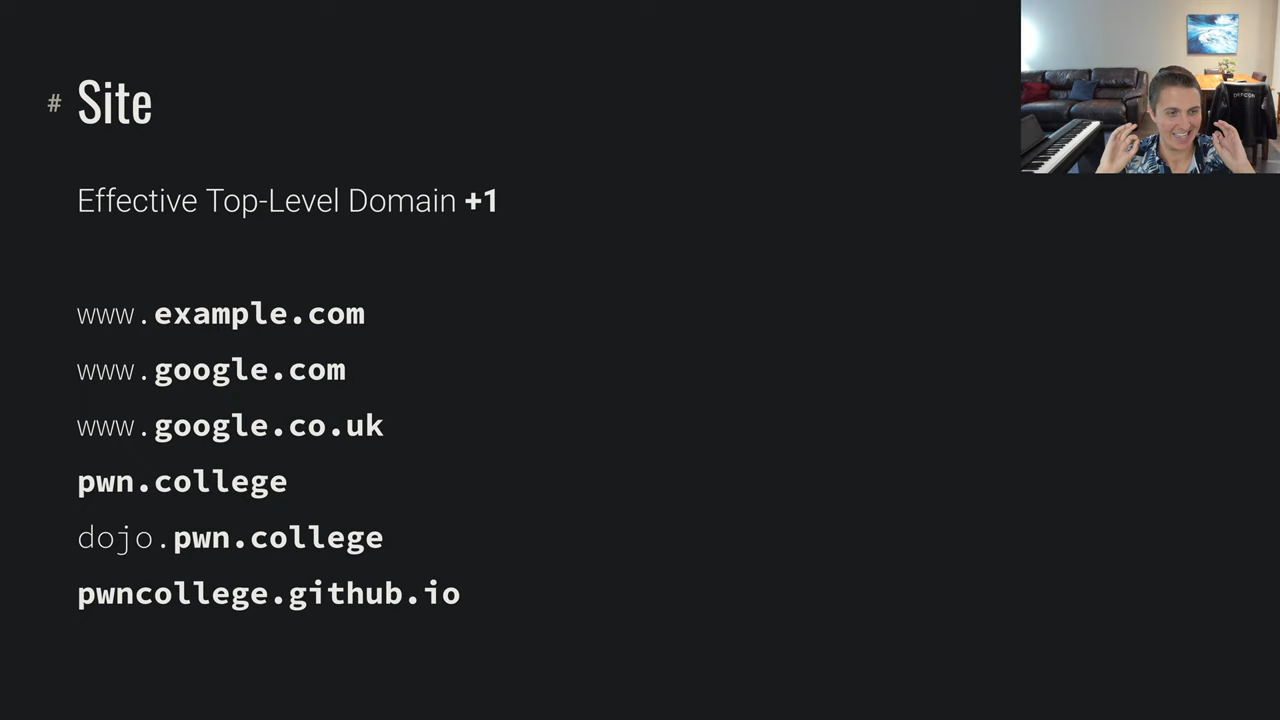 # Site
Effective Top-Level Domain +1
www.example.com
www.google.com
www.google.co.uk
pwn.college
dojo.pwn.college
pwncollege.github.io
DEFCON